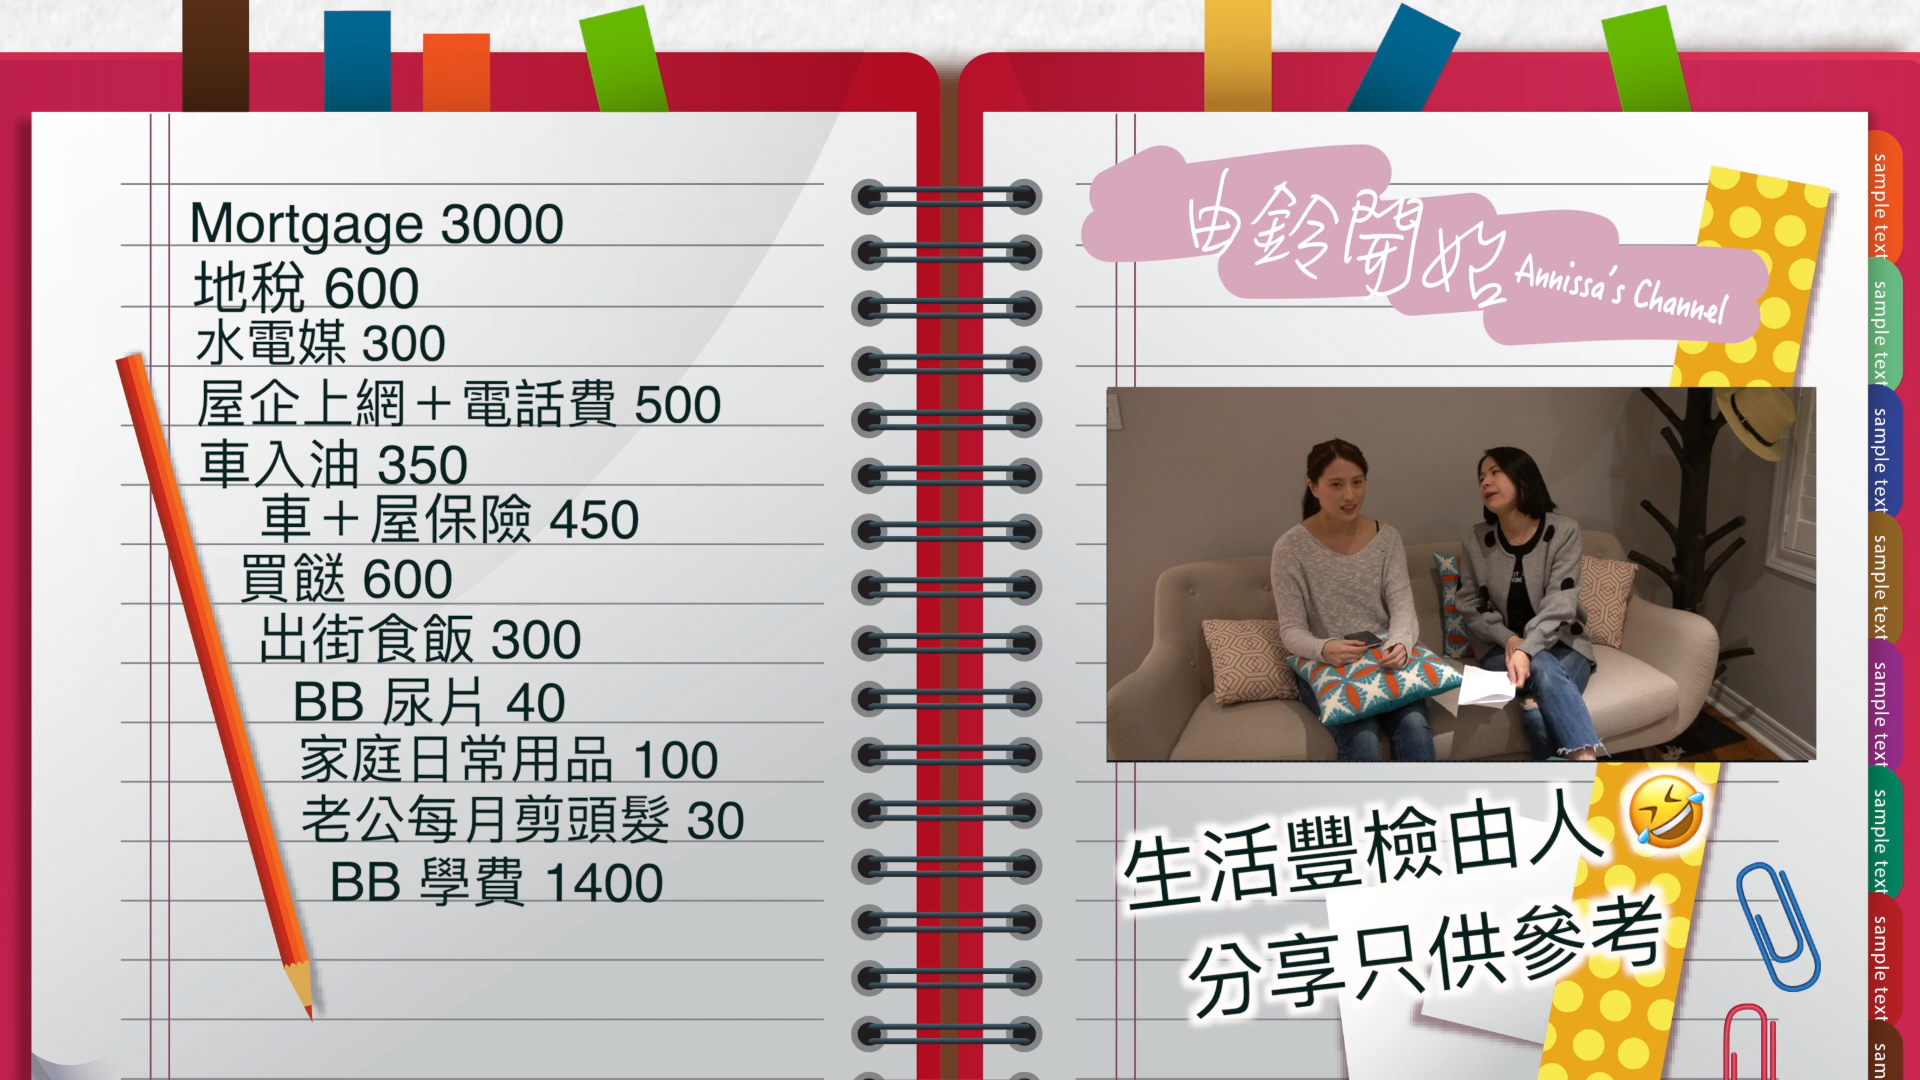 Mortgage 3000
地稅 600
水電媒 300
屋企上網＋電話費 500
車入油 350
車＋屋保險 450
買餸 600
出街食飯 300
BB 尿片 40
家庭日常用品 100
老公每月剪頭髮 30
BB 學費 1400
由鈴開始 Annissa's Channel
生活豐檢由人 🤣
分享只供參考
sample text
sample text
sample text
sample text
sample text
sample text
sample text
sam